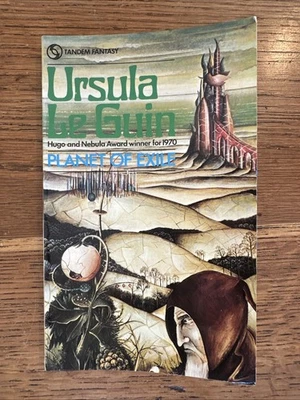 TANDEM FANTASY
Ursula
Le Guin
Hugo and Nebula Award winner for 1970
PLANET OF EXILE